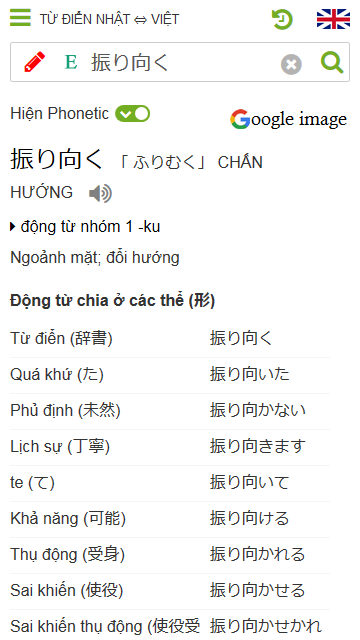 TỪ ĐIỂN NHẬT ⇔ VIỆT
E 振り向く
Hiện Phonetic Google image
振り向く 「 ふりむく」 CHẤN
HƯỚNG
động từ nhóm 1 -ku
Ngoảnh mặt; đổi hướng
Động từ chia ở các thể (形)
Từ điển (辞書) 振り向く
Quá khứ (た) 振り向いた
Phủ định (未然) 振り向かない
Lịch sự (丁寧) 振り向きます
te (て) 振り向いて
Khả năng (可能) 振り向ける
Thụ động (受身) 振り向かれる
Sai khiến (使役) 振り向かせる
Sai khiến thụ động (使役受 振り向かせかれ